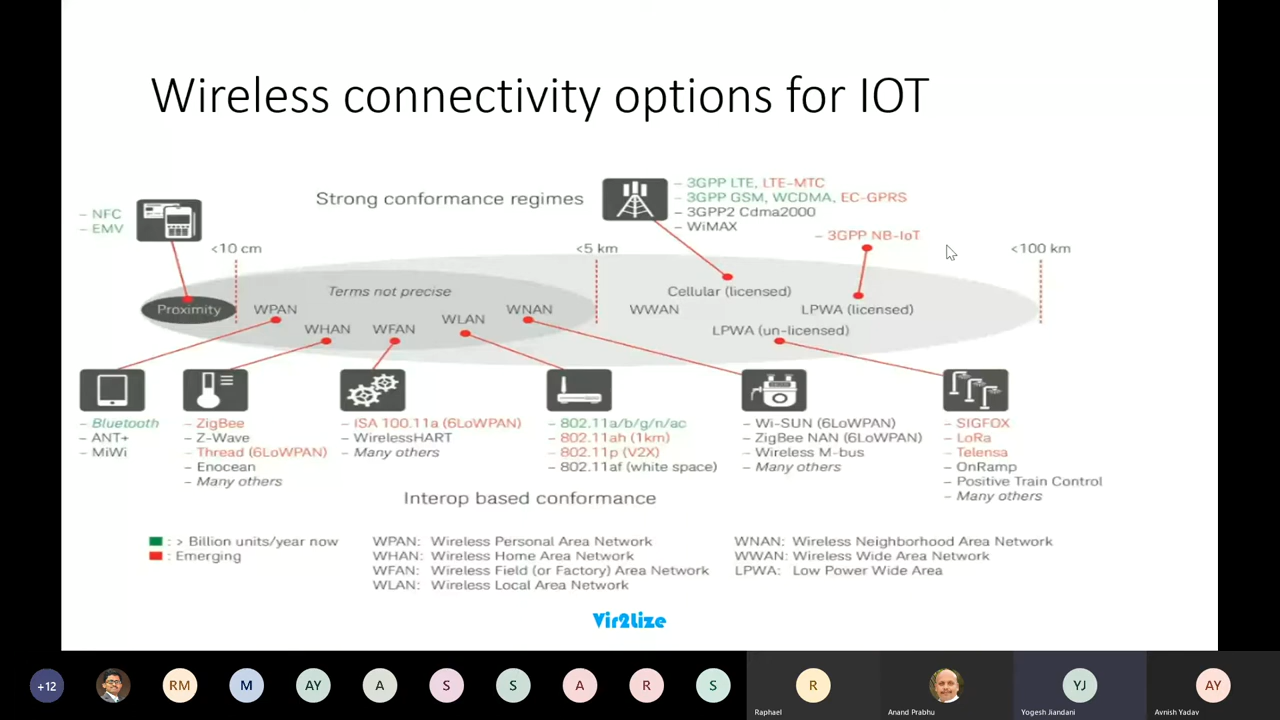 Wireless connectivity options for IOT
Strong conformance regimes
– NFC
– EMV
– 3GPP LTE, LTE-MTC
– 3GPP GSM, WCDMA, EC-GPRS
– 3GPP2 Cdma2000
– WiMAX
– 3GPP NB-IoT
<10 cm
<5 km
<100 km
Terms not precise
Proximity
WPAN
WHAN
WFAN
WLAN
WNAN
WWAN
Cellular (licensed)
LPWA (licensed)
LPWA (un-licensed)
– Bluetooth
– ANT+
– MiWi
– ZigBee
– Z-Wave
– Thread (6LoWPAN)
– Enocean
– Many others
– ISA 100.11a (6LoWPAN)
– WirelessHART
– Many others
– 802.11a/b/g/n/ac
– 802.11ah (1km)
– 802.11p (V2X)
– 802.11af (white space)
– Wi-SUN (6LoWPAN)
– ZigBee NAN (6LoWPAN)
– Wireless M-bus
– Many others
– SIGFOX
– LoRa
– Telensa
– OnRamp
– Positive Train Control
– Many others
Interop based conformance
: > Billion units/year now
: Emerging
WPAN: Wireless Personal Area Network
WHAN: Wireless Home Area Network
WFAN: Wireless Field (or Factory) Area Network
WLAN: Wireless Local Area Network
WNAN: Wireless Neighborhood Area Network
WWAN: Wireless Wide Area Network
LPWA: Low Power Wide Area
Vir2Lize
+12
RM
M
AY
A
S
S
A
R
S
R
YJ
AY
Raphael
Anand Prabhu
Yogesh Jiandani
Avnish Yadav